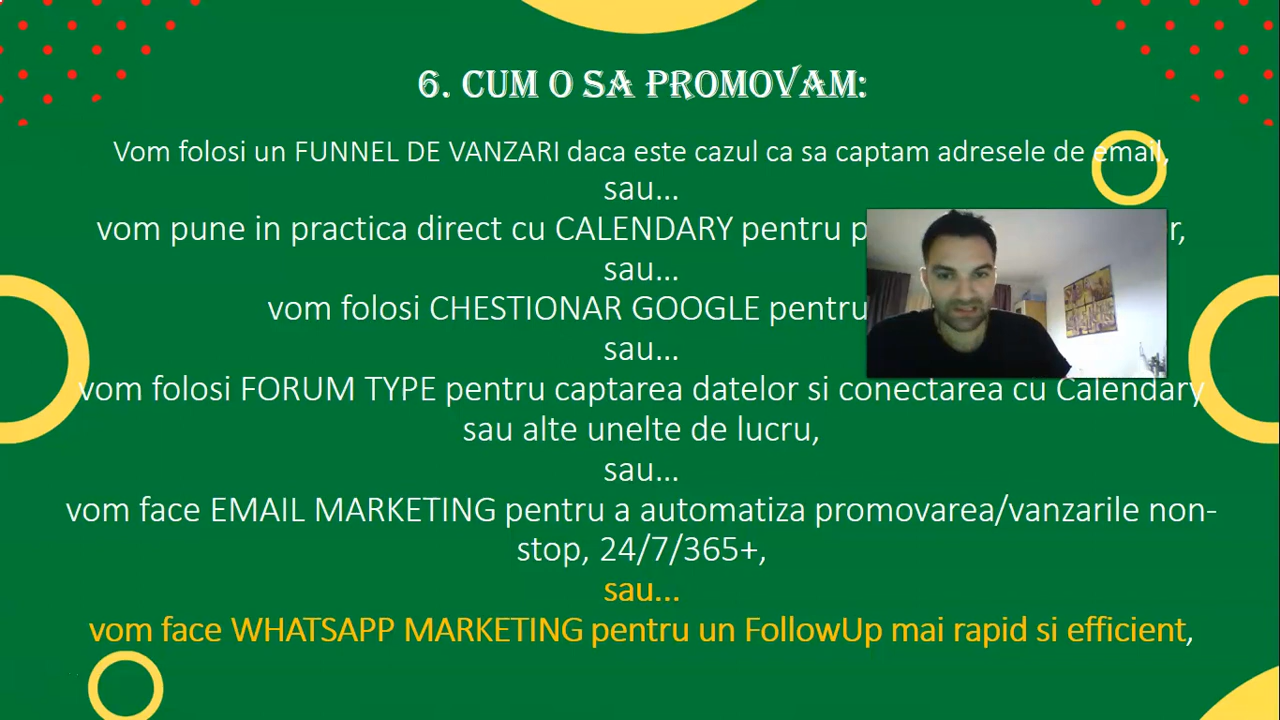 6. CUM O SA PROMOVAM:
Vom folosi un FUNNEL DE VANZARI daca este cazul ca sa captam adresele de email,
sau...
vom pune in practica direct cu CALENDARY pentru
sau...
vom folosi CHESTIONAR GOOGLE pentru
sau...
vom folosi FORUM TYPE pentru captarea datelor si conectarea cu Calendary
sau alte unelte de lucru,
sau...
vom face EMAIL MARKETING pentru a automatiza promovarea/vanzarile non-
stop, 24/7/365+,
sau...
vom face WHATSAPP MARKETING pentru un FollowUp mai rapid si efficient,